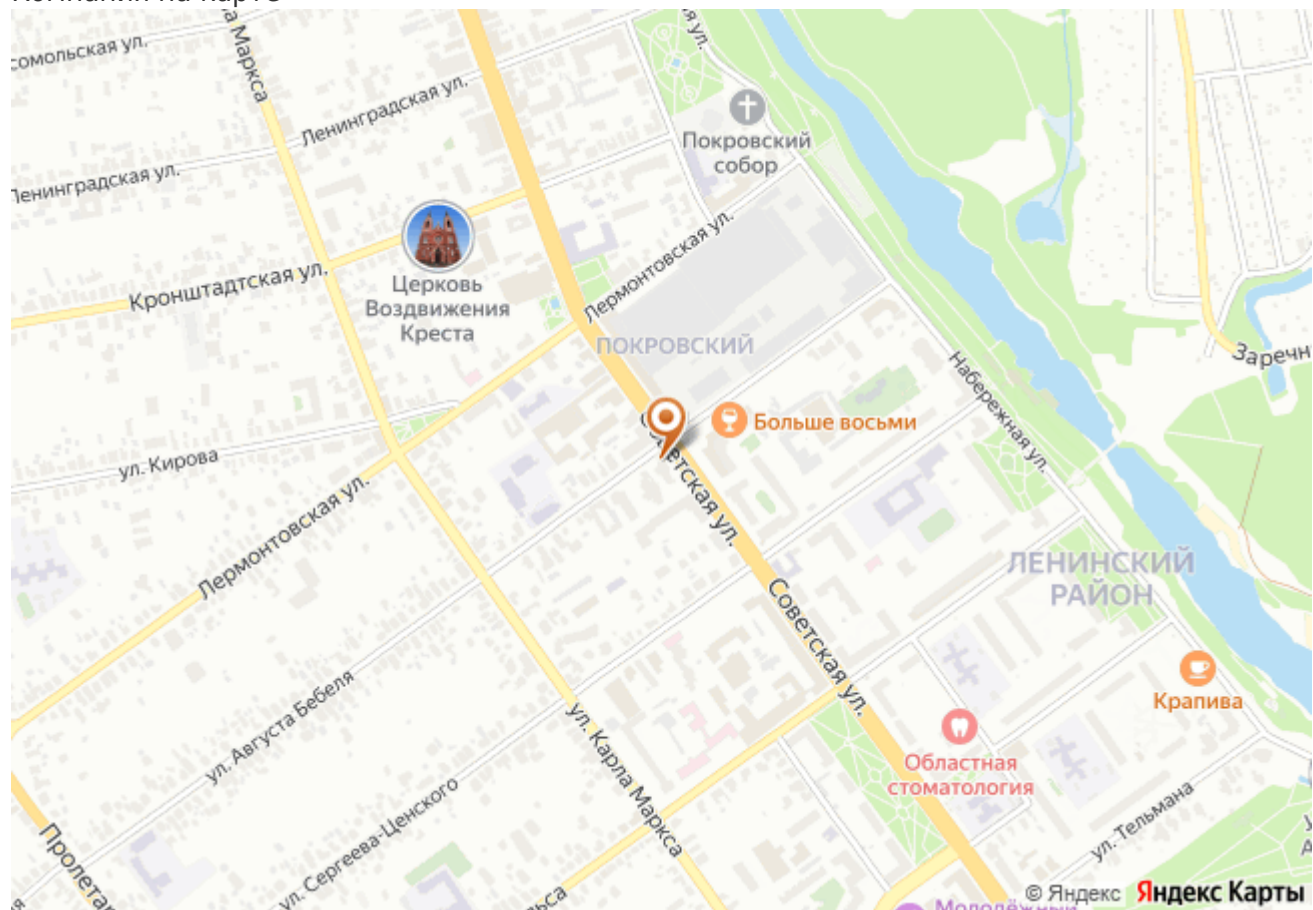 сомольская ул.
Маркса
Ленинградская ул.
Ленинградская ул.
Покровский
собор
Кронштадтская ул.
Церковь
Воздвижения
Креста
Лермонтовская ул.
ПОКРОВСКИЙ
Заречн
Набережная ул.
Больше восьми
Советская ул.
ул. Кирова
Лермонтовская ул.
ЛЕНИНСКИЙ
РАЙОН
Советская ул.
Крапива
ул. Августа Бебеля
ул. Карла Маркса
Областная
стоматология
ул. Сергеева-Ценского
ул. Тельмана
Пролетар
льса
Молодёжный
© Яндекс Яндекс Карты